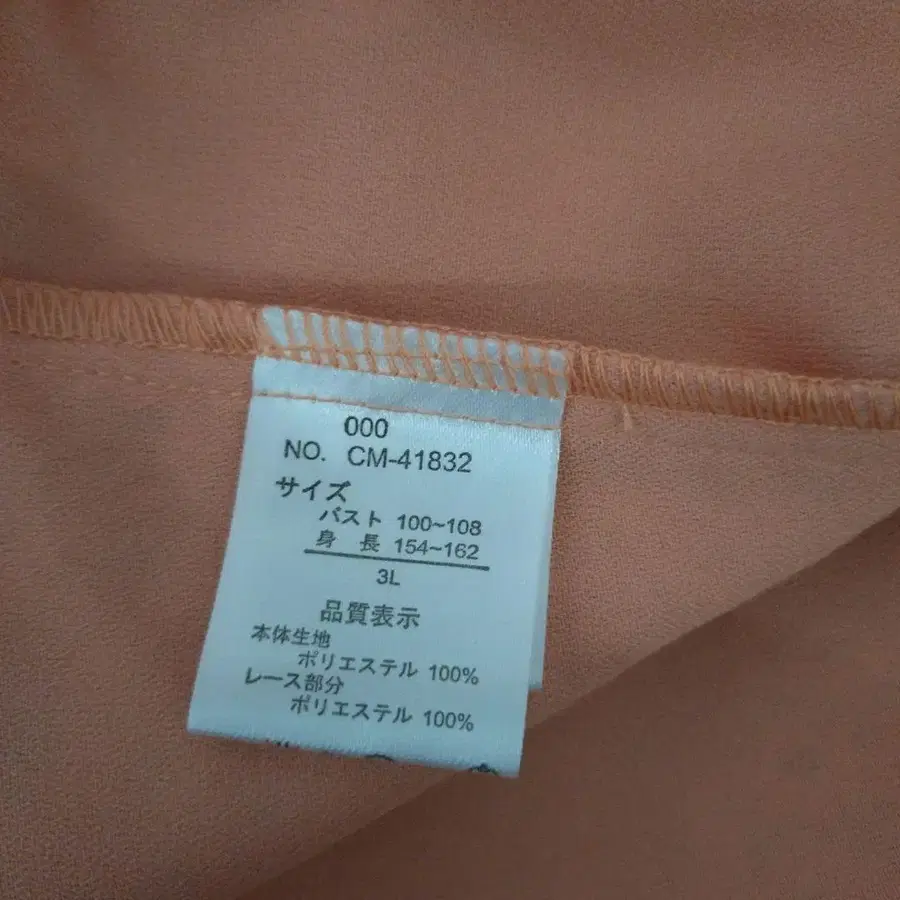 000
NO. CM-41832
サイズ
バスト 100~108
身 長 154~162
3L
品質表示
本体生地
ポリエステル 100%
レース部分
ポリエステル 100%